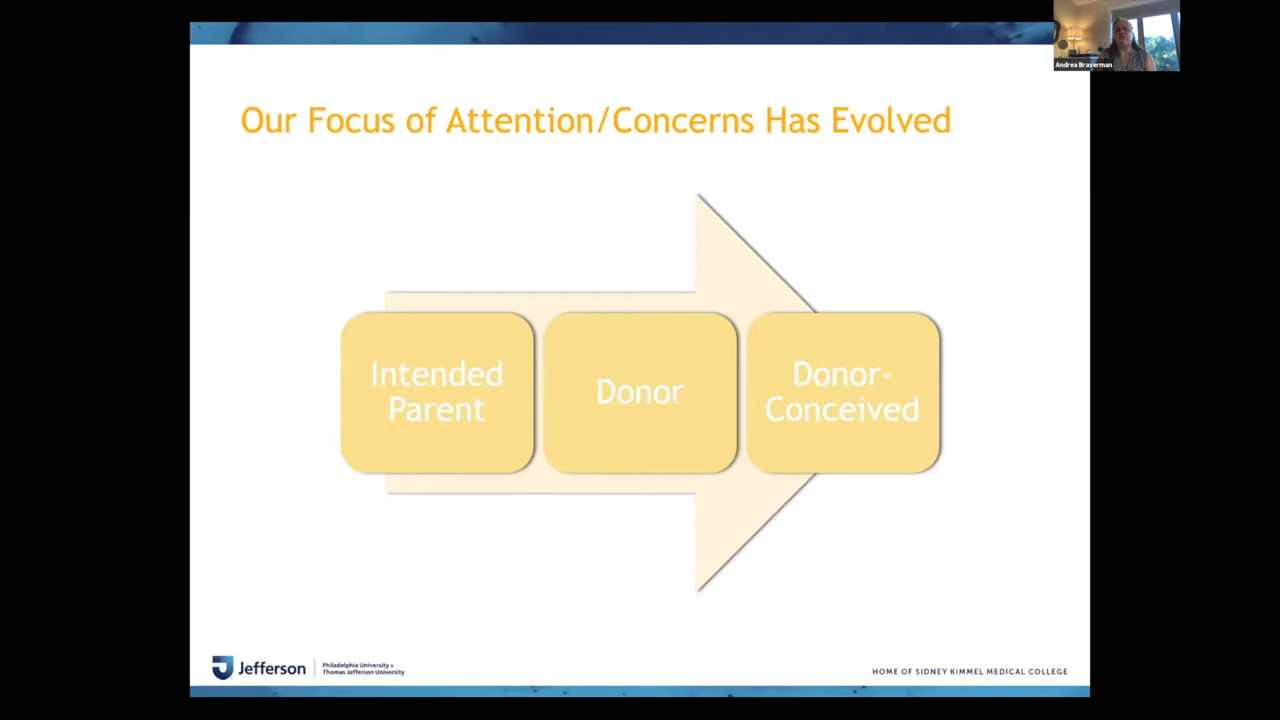 Andrea Braverman
Our Focus of Attention/Concerns Has Evolved
Intended
Parent
Donor
Donor-
Conceived
Jefferson
Philadelphia University +
Thomas Jefferson University
HOME OF SIDNEY KIMMEL MEDICAL COLLEGE